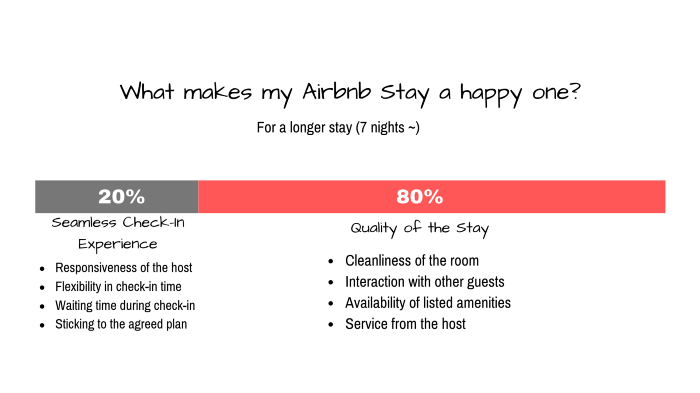 What makes my Airbnb Stay a happy one?
For a longer stay (7 nights ~)
20%
80%
Seamless Check-In
Experience
• Responsiveness of the host
• Flexibility in check-in time
• Waiting time during check-in
• Sticking to the agreed plan
Quality of the Stay
• Cleanliness of the room
• Interaction with other guests
• Availability of listed amenities
• Service from the host